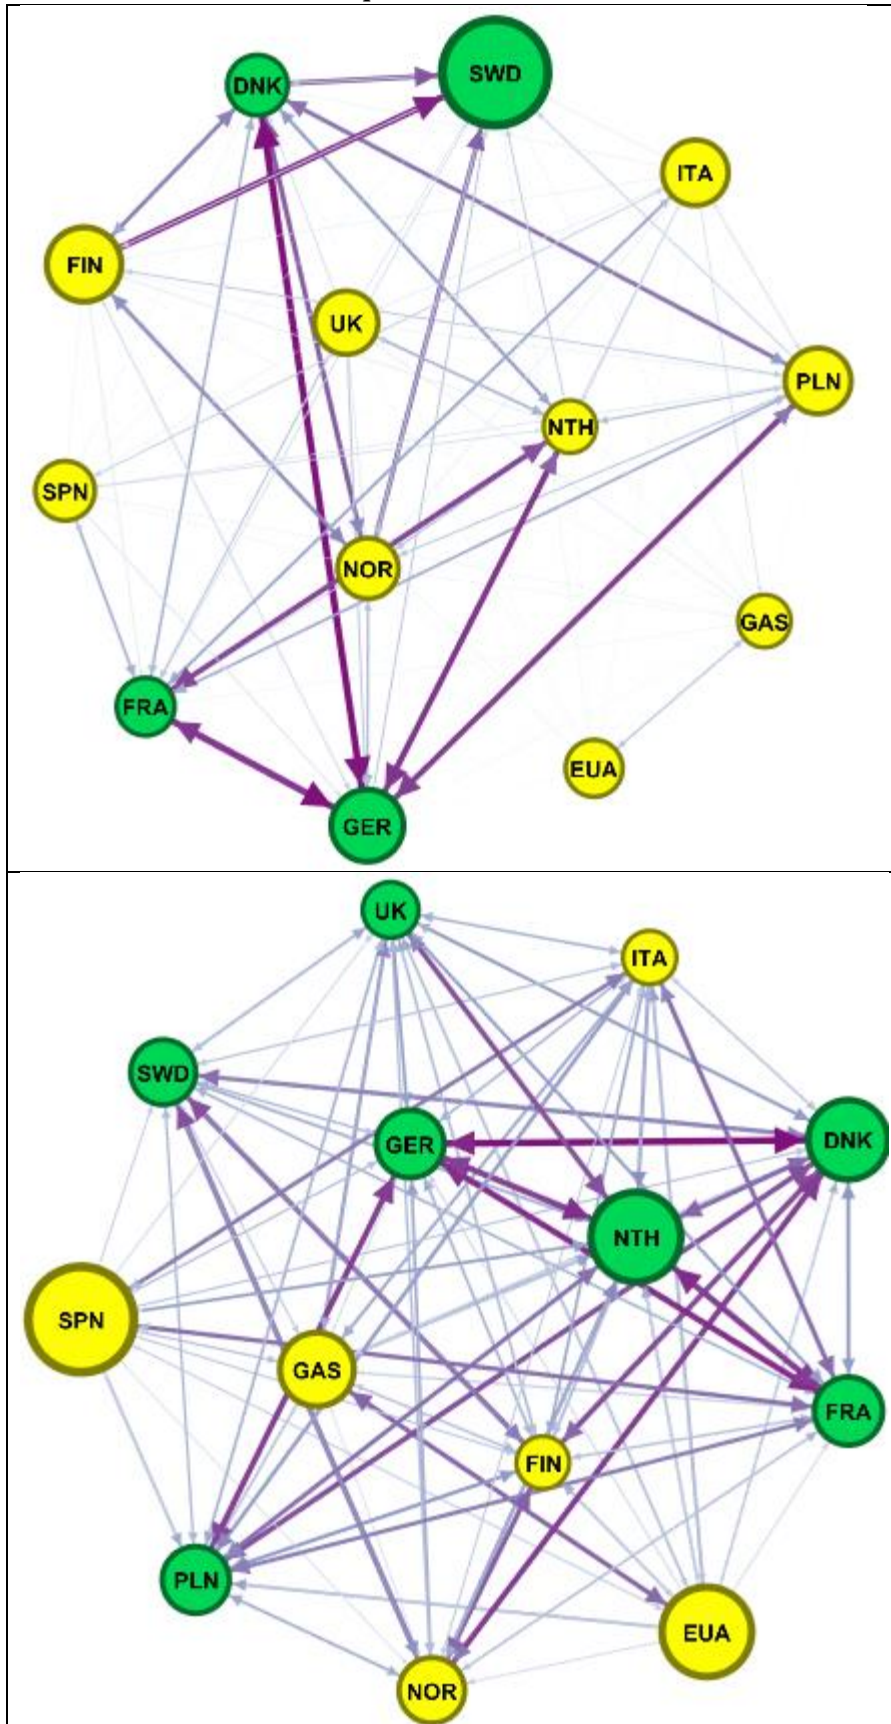 SWD
DNK
ITA
FIN
UK
PLN
NTH
SPN
NOR
GAS
FRA
EUA
GER
UK
ITA
SWD
GER
DNK
NTH
SPN
GAS
FRA
FIN
PLN
EUA
NOR